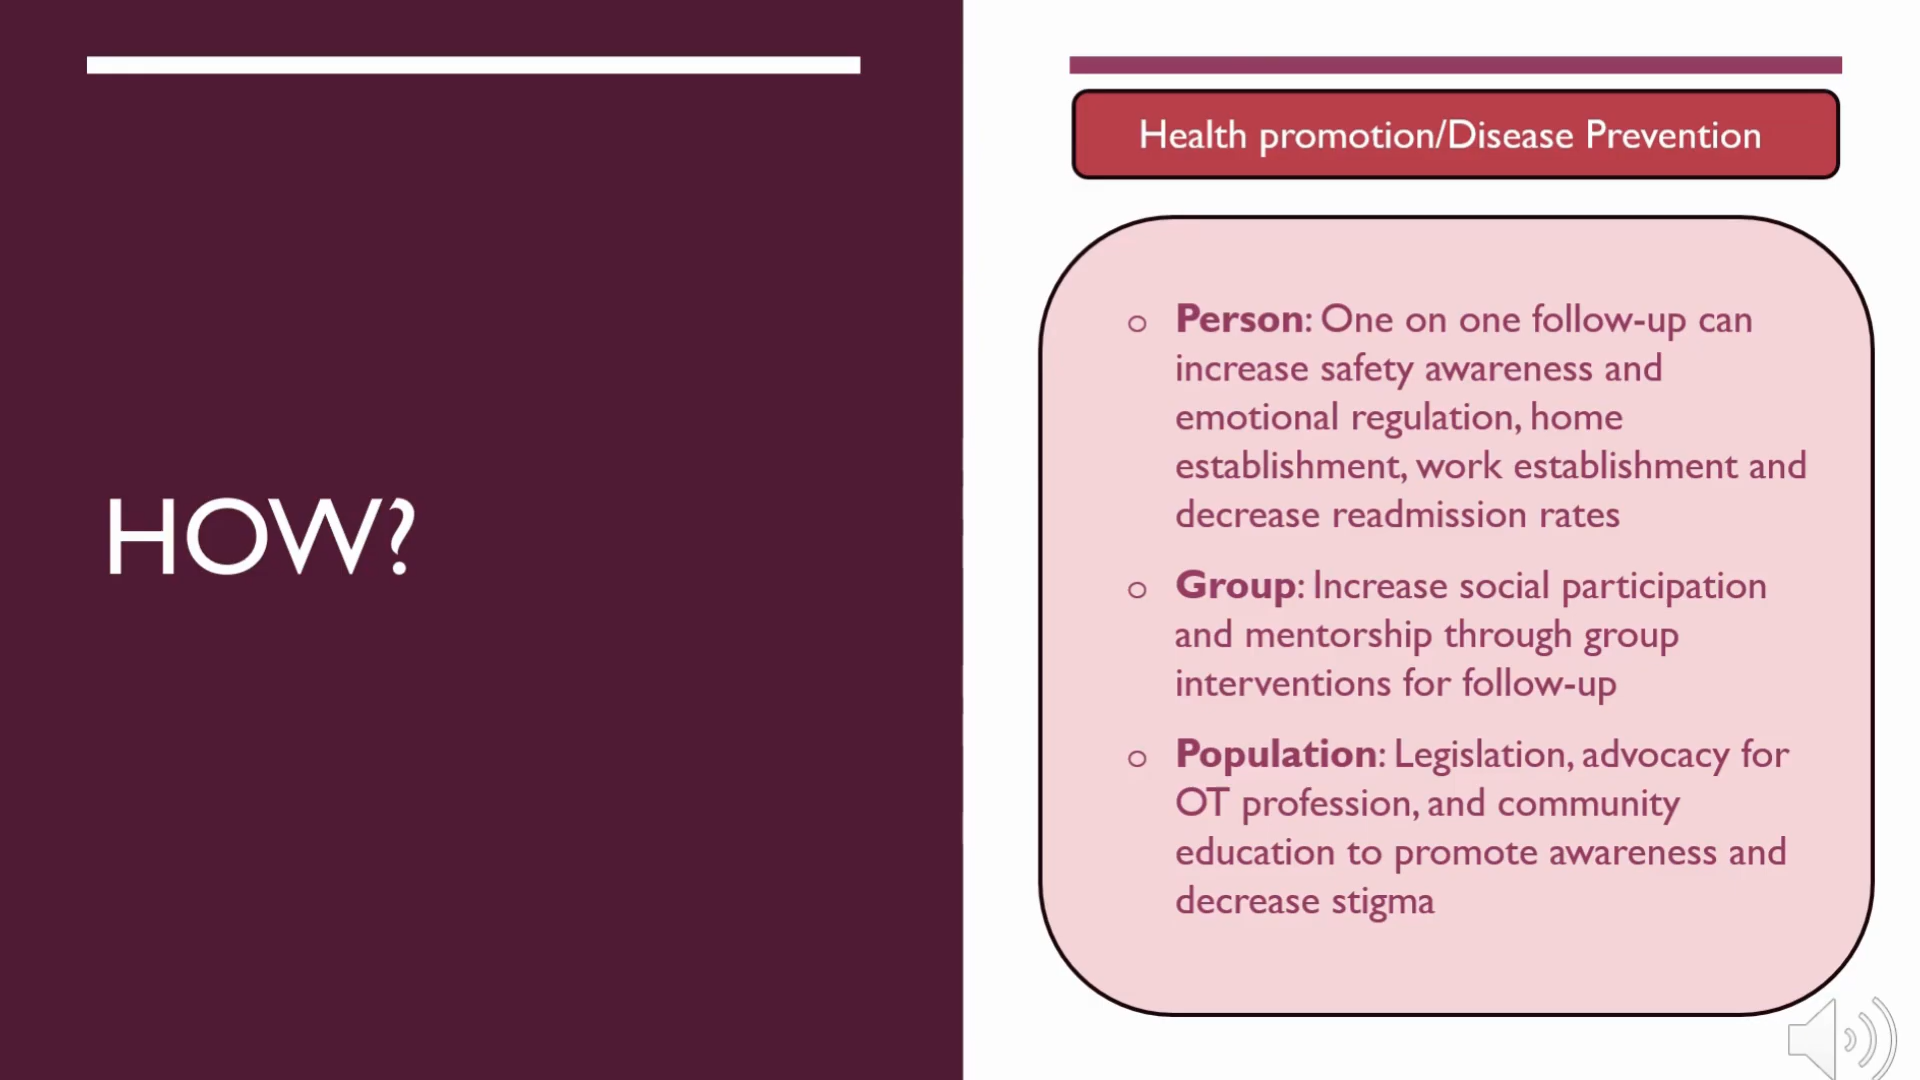 HOW?
Health promotion/Disease Prevention
o Person: One on one follow-up can
increase safety awareness and
emotional regulation, home
establishment, work establishment and
decrease readmission rates
o Group: Increase social participation
and mentorship through group
interventions for follow-up
o Population: Legislation, advocacy for
OT profession, and community
education to promote awareness and
decrease stigma